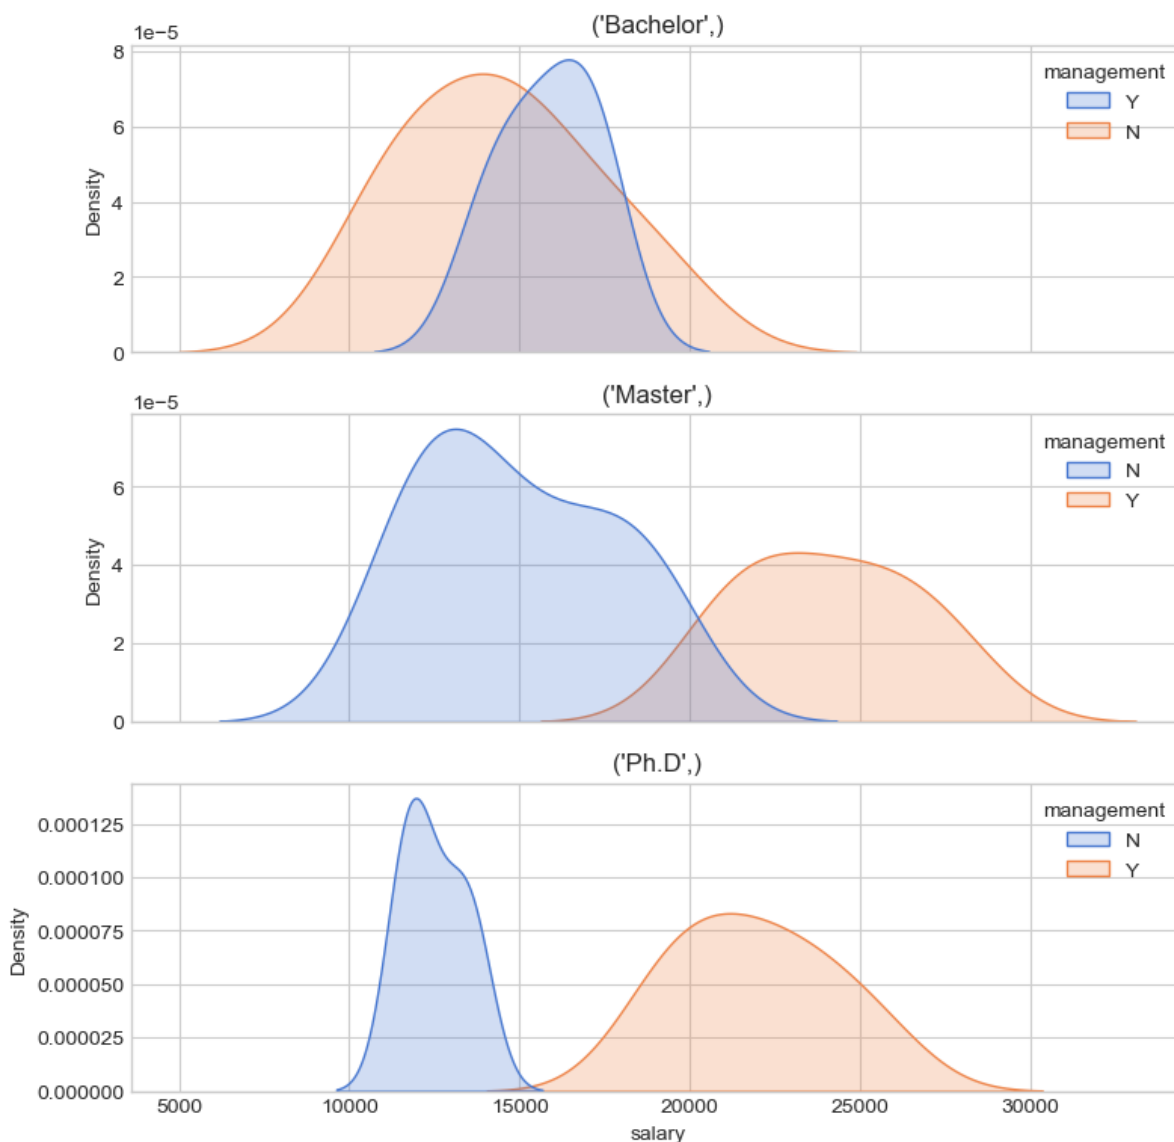 ('Bachelor',)
1e−5
management
Y
N
8
6
4
2
0
Density
('Master',)
1e−5
management
N
Y
6
4
2
0
Density
('Ph.D',)
management
N
Y
0.000125
0.000100
0.000075
0.000050
0.000025
0.000000
Density
5000 10000 15000 20000 25000 30000
salary